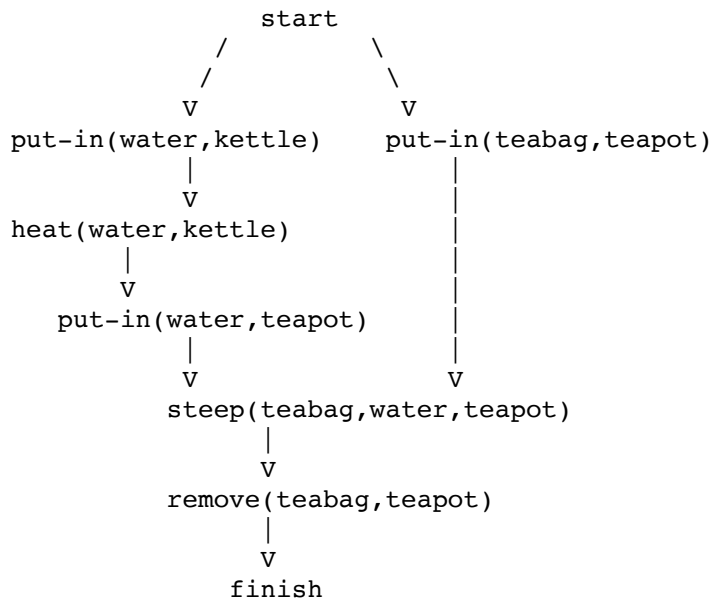 start
put-in(water,kettle) put-in(teabag,teapot)
heat(water,kettle)
put-in(water,teapot)
steep(teabag,water,teapot)
remove(teabag,teapot)
finish